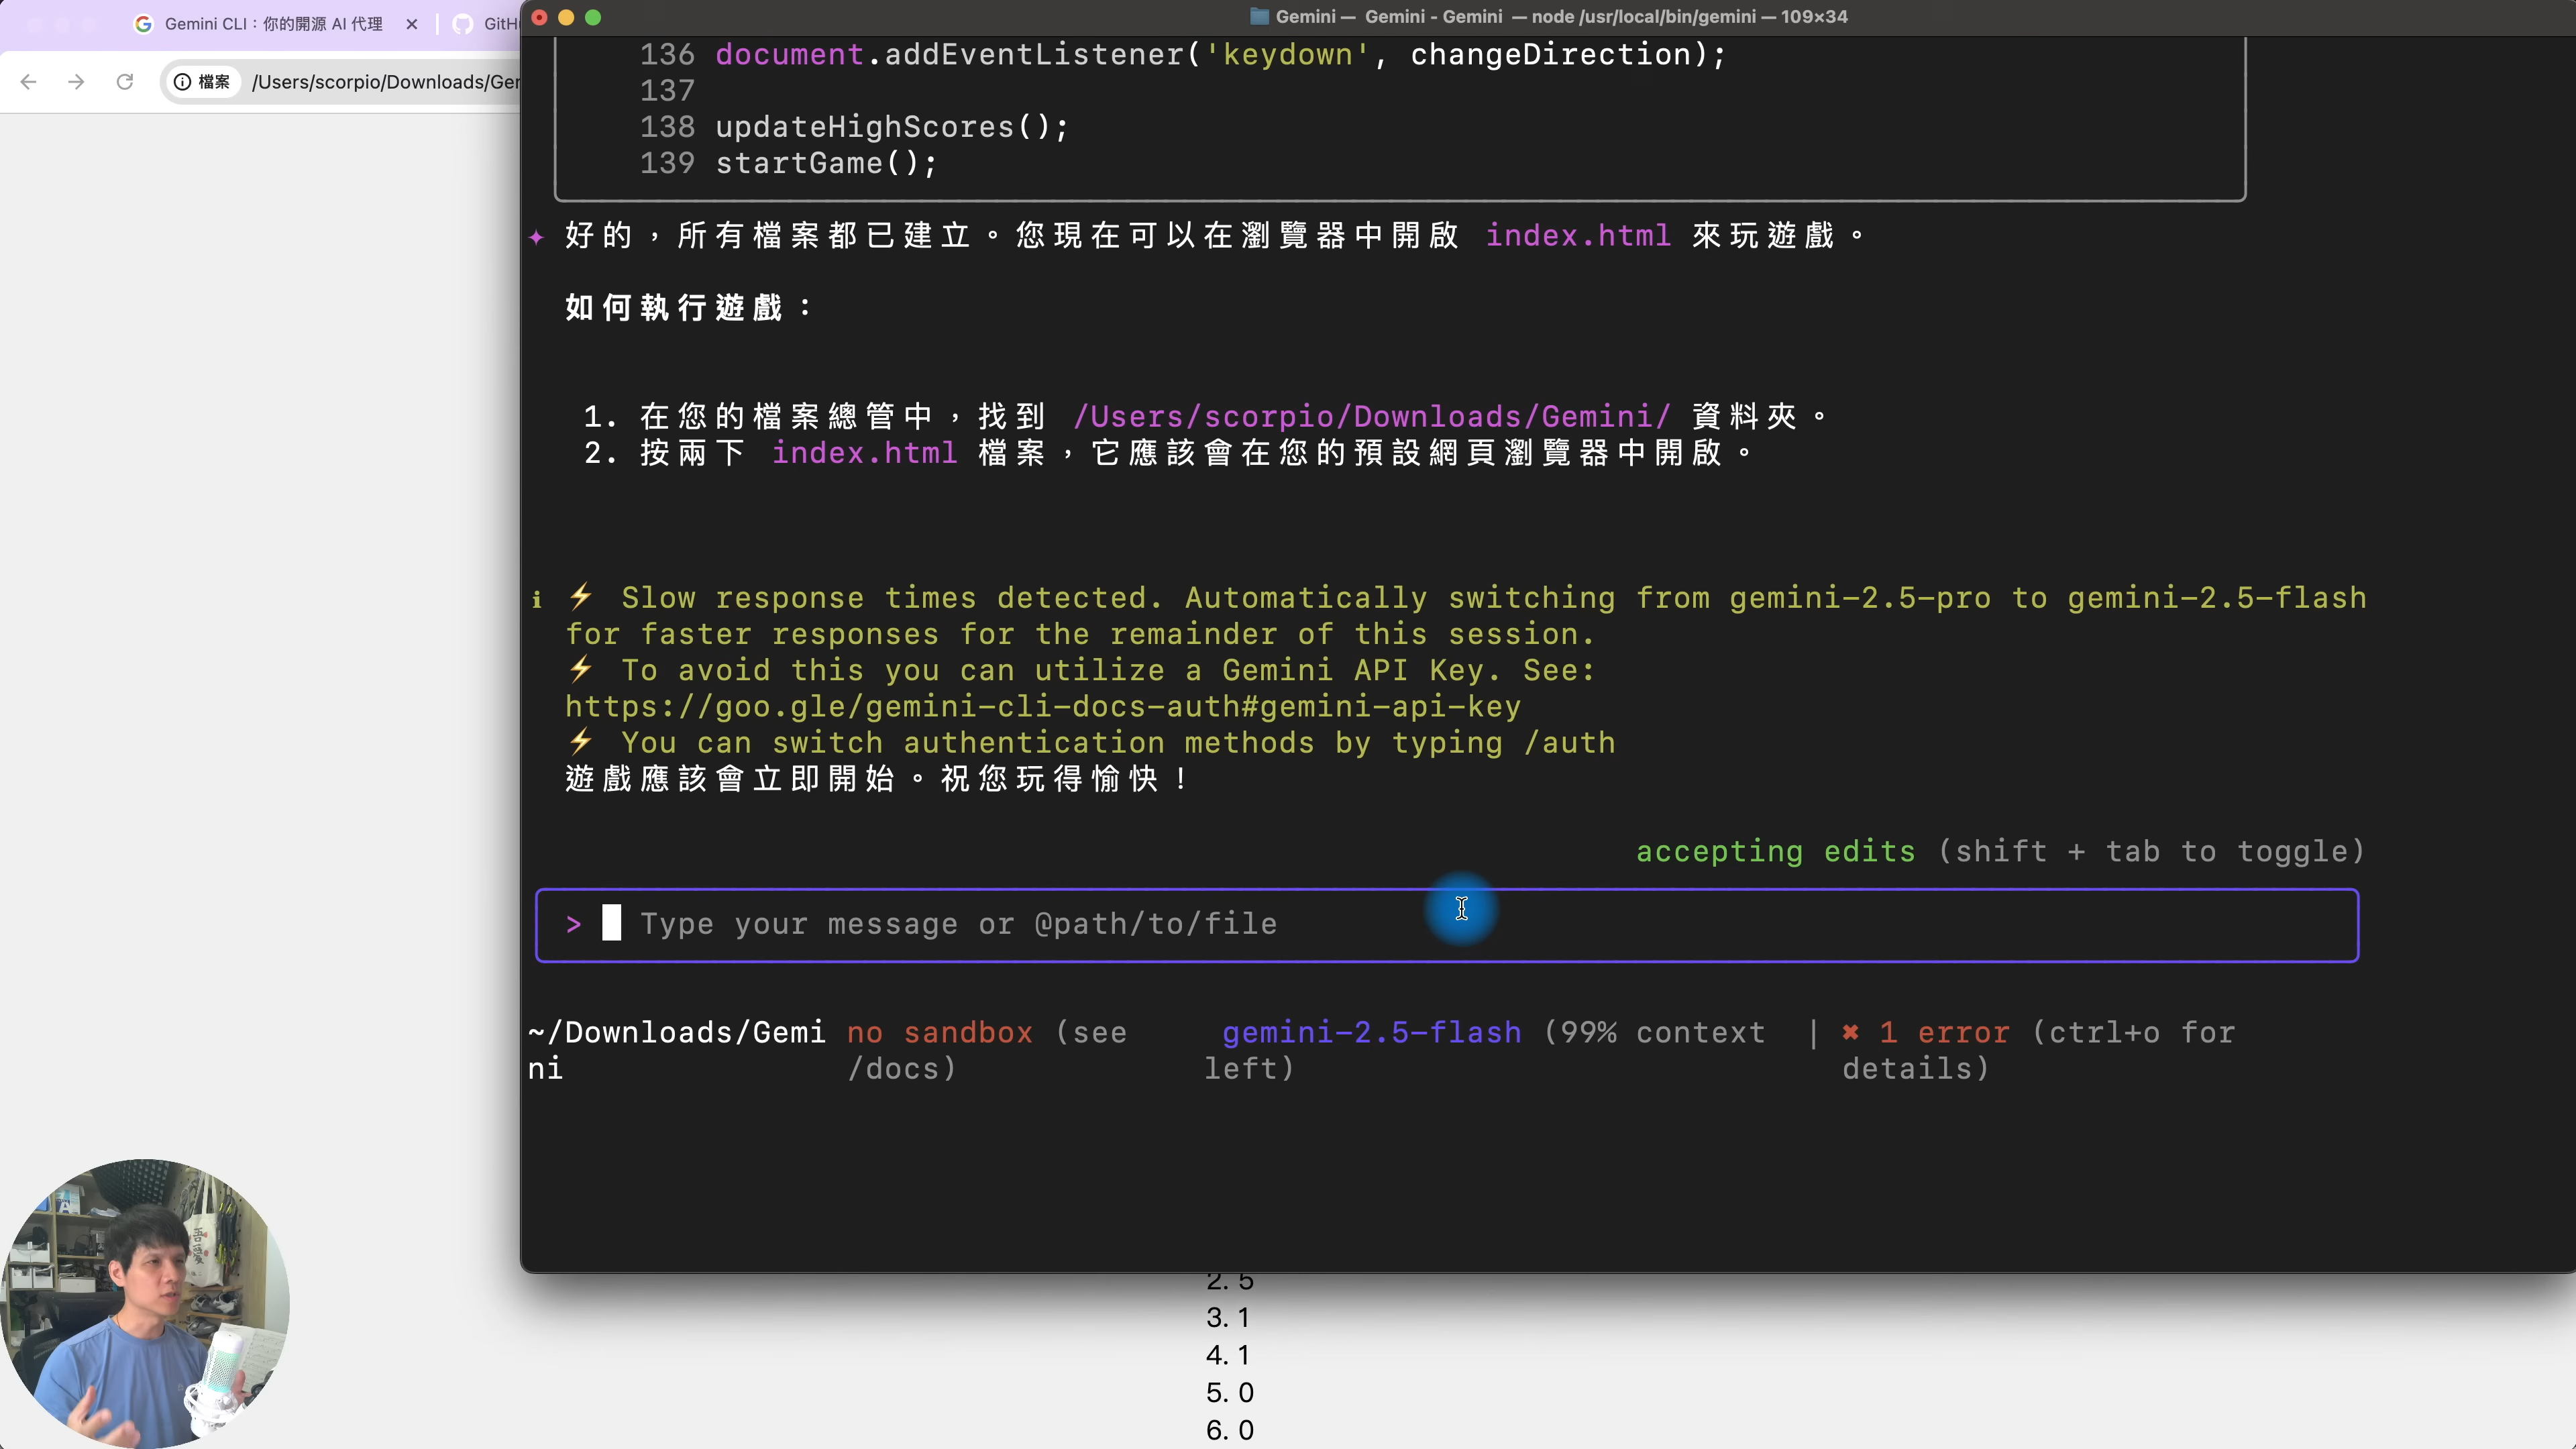 Gemini CLI：你的開源 AI 代理
GitH
檔案 /Users/scorpio/Downloads/Ger
Gemini — Gemini - Gemini — node /usr/local/bin/gemini — 109×34
136 document.addEventListener('keydown', changeDirection);
137
138 updateHighScores();
139 startGame();
✦ 好的，所有檔案都已建立。您現在可以在瀏覽器中開啟 index.html 來玩遊戲。
如何執行遊戲：
1. 在您的檔案總管中，找到 /Users/scorpio/Downloads/Gemini/ 資料夾。
2. 按兩下 index.html 檔案，它應該會在您的預設網頁瀏覽器中開啟。
ℹ ⚡ Slow response times detected. Automatically switching from gemini-2.5-pro to gemini-2.5-flash
for faster responses for the remainder of this session.
⚡ To avoid this you can utilize a Gemini API Key. See:
https://goo.gle/gemini-cli-docs-auth#gemini-api-key
⚡ You can switch authentication methods by typing /auth
遊戲應該會立即開始。祝您玩得愉快！
accepting edits (shift + tab to toggle)
> Type your message or @path/to/file
~/Downloads/Gemi no sandbox (see gemini-2.5-flash (99% context | ✖ 1 error (ctrl+o for
ni /docs) left) details)
2. 5
3. 1
4. 1
5. 0
6. 0